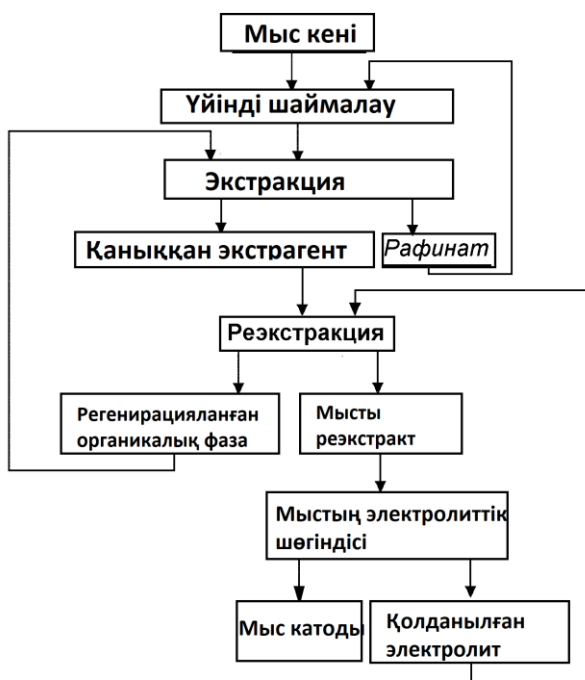 Мыс кені
Үйінді шаймалау
Экстракция
Қаныққан экстрагент
Рафинат
Реэкстракция
Регенирацияланған
органикалық фаза
Мысты
реэкстракт
Мыстың электролиттік
шөгіндісі
Мыс катоды
Қолданылған
электролит